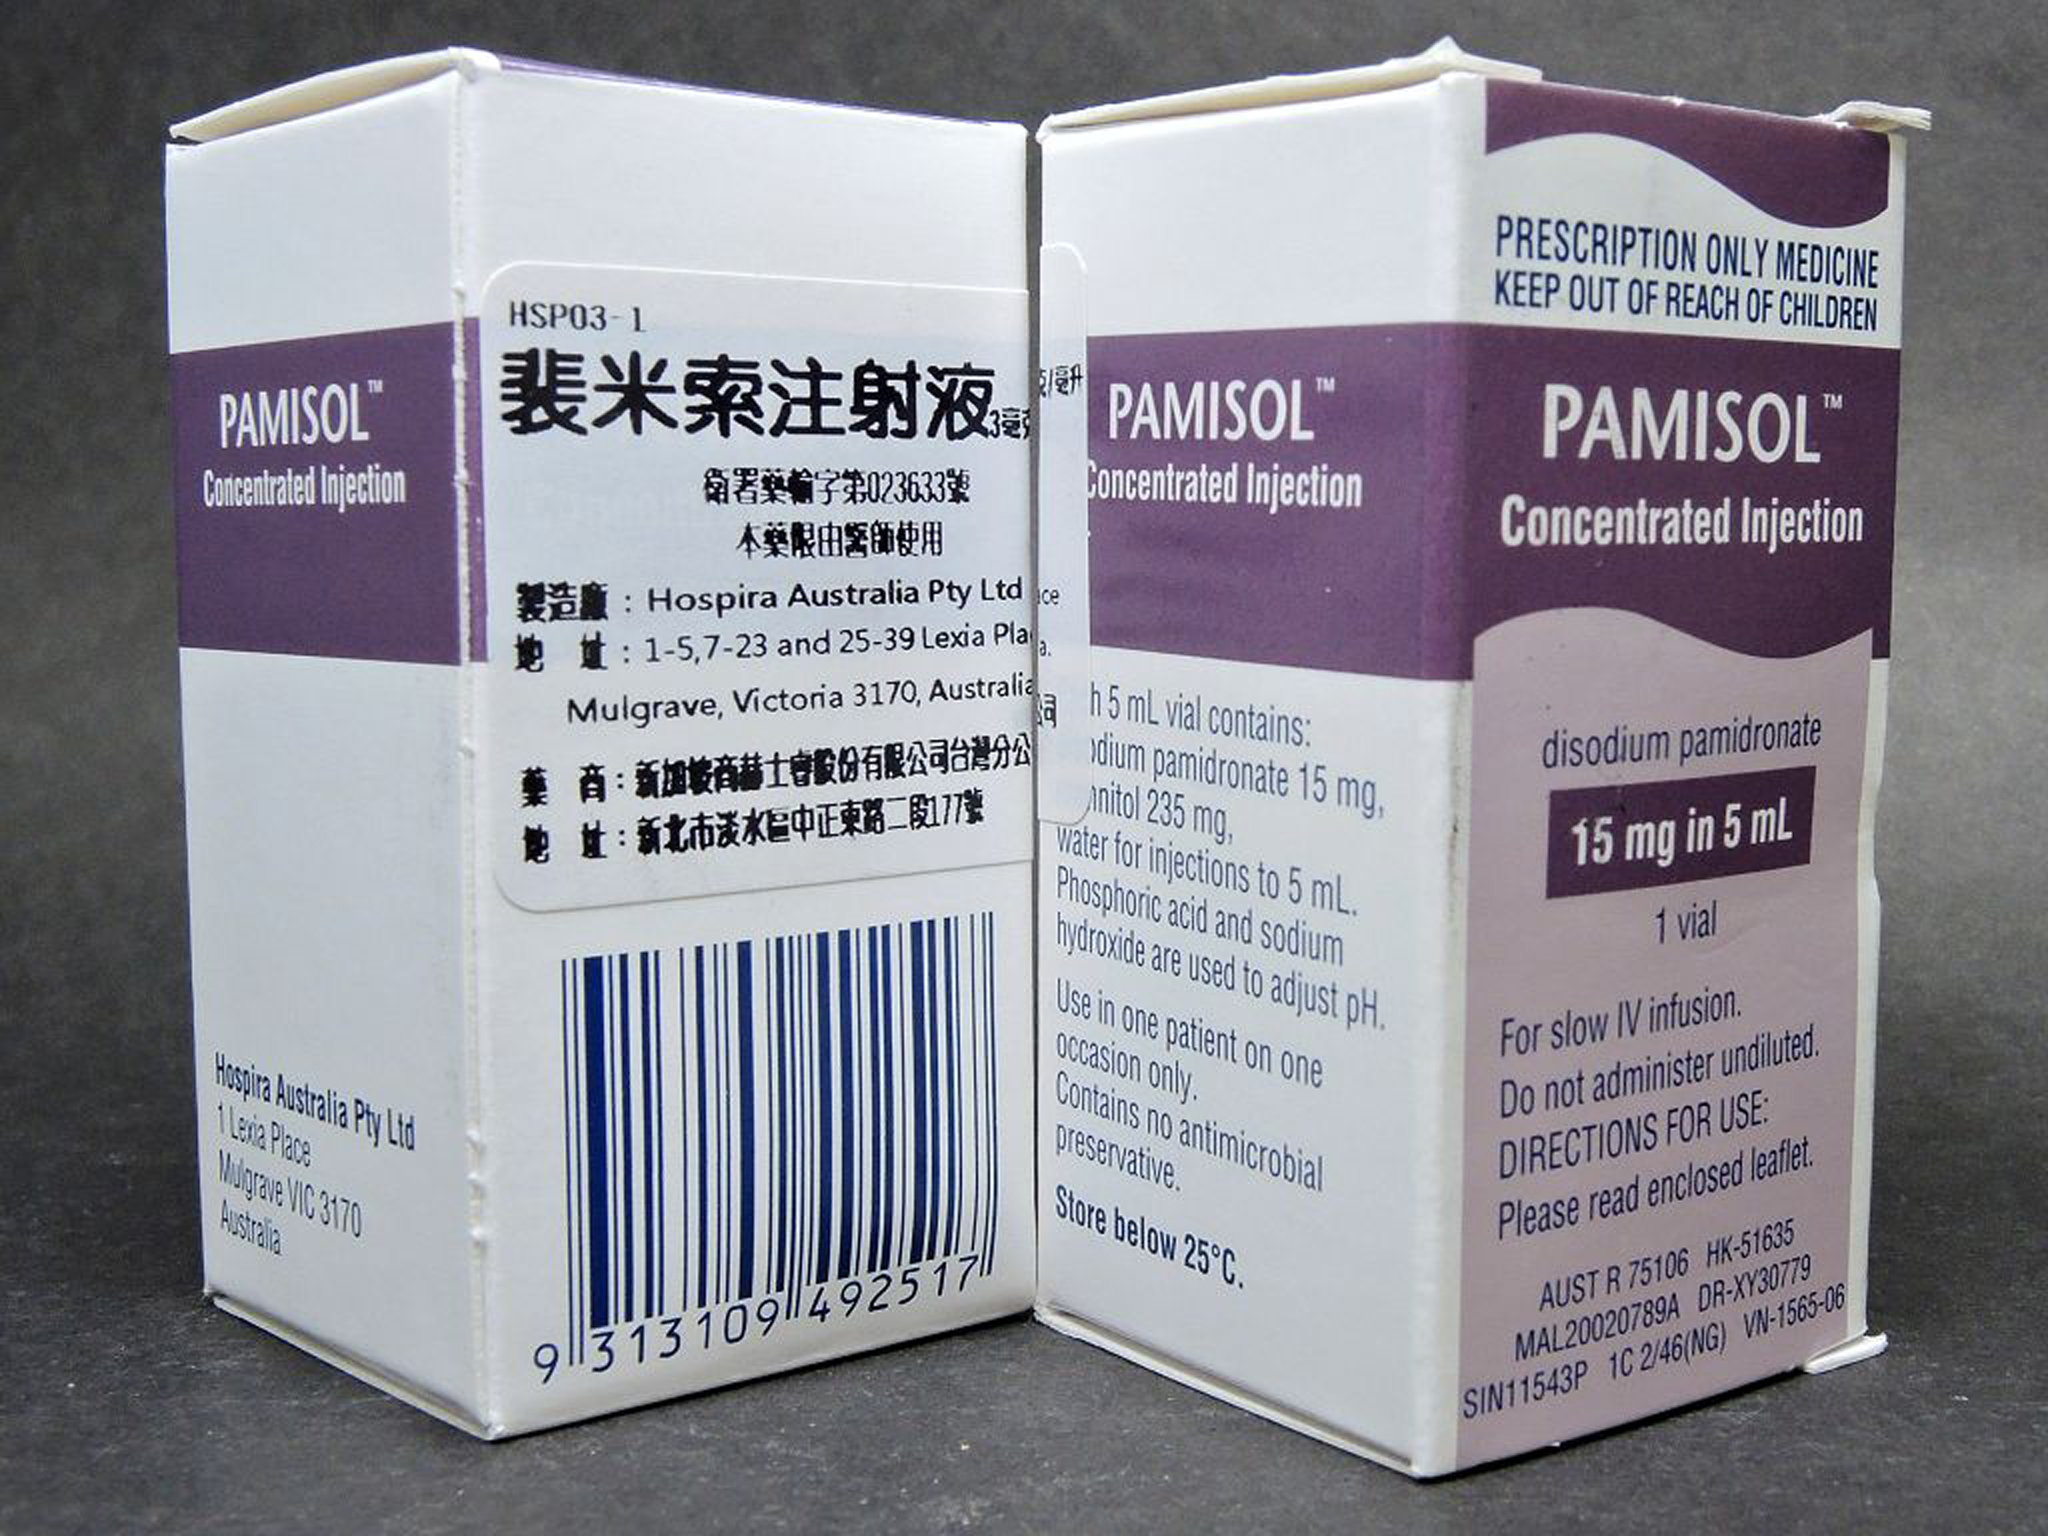 PAMISOL™
Concentrated Injection
Hospira Australia Pty Ltd
1 Lexia Place
Mulgrave VIC 3170
Australia
HSP03-1
裴米索注射液3毫克
衛署藥輸字第023633號
本藥限由醫師使用
製造廠：Hospira Australia Pty Ltd
地　址：1-5,7-23 and 25-39 Lexia Pla
Mulgrave, Victoria 3170, Australia
藥　商：新加坡商赫士睿股份有限公司台灣分公
地　址：新北市淡水區中正東路二段177號
9 313109 492517
克/毫升
ace
a.
公司
PAMISOL™
Concentrated Injection
h 5 mL vial contains:
odium pamidronate 15 mg,
nnitol 235 mg,
water for injections to 5 mL.
Phosphoric acid and sodium
hydroxide are used to adjust pH.
Use in one patient on one
occasion only.
Contains no antimicrobial
preservative.
Store below 25°C.
PRESCRIPTION ONLY MEDICINE
KEEP OUT OF REACH OF CHILDREN
PAMISOL™
Concentrated Injection
disodium pamidronate
15 mg in 5 mL
1 vial
For slow IV infusion.
Do not administer undiluted.
DIRECTIONS FOR USE:
Please read enclosed leaflet.
AUST R 75106 HK-51635
MAL20020789A DR-XY30779
SIN11543P 1C 2/46(NG) VN-1565-06